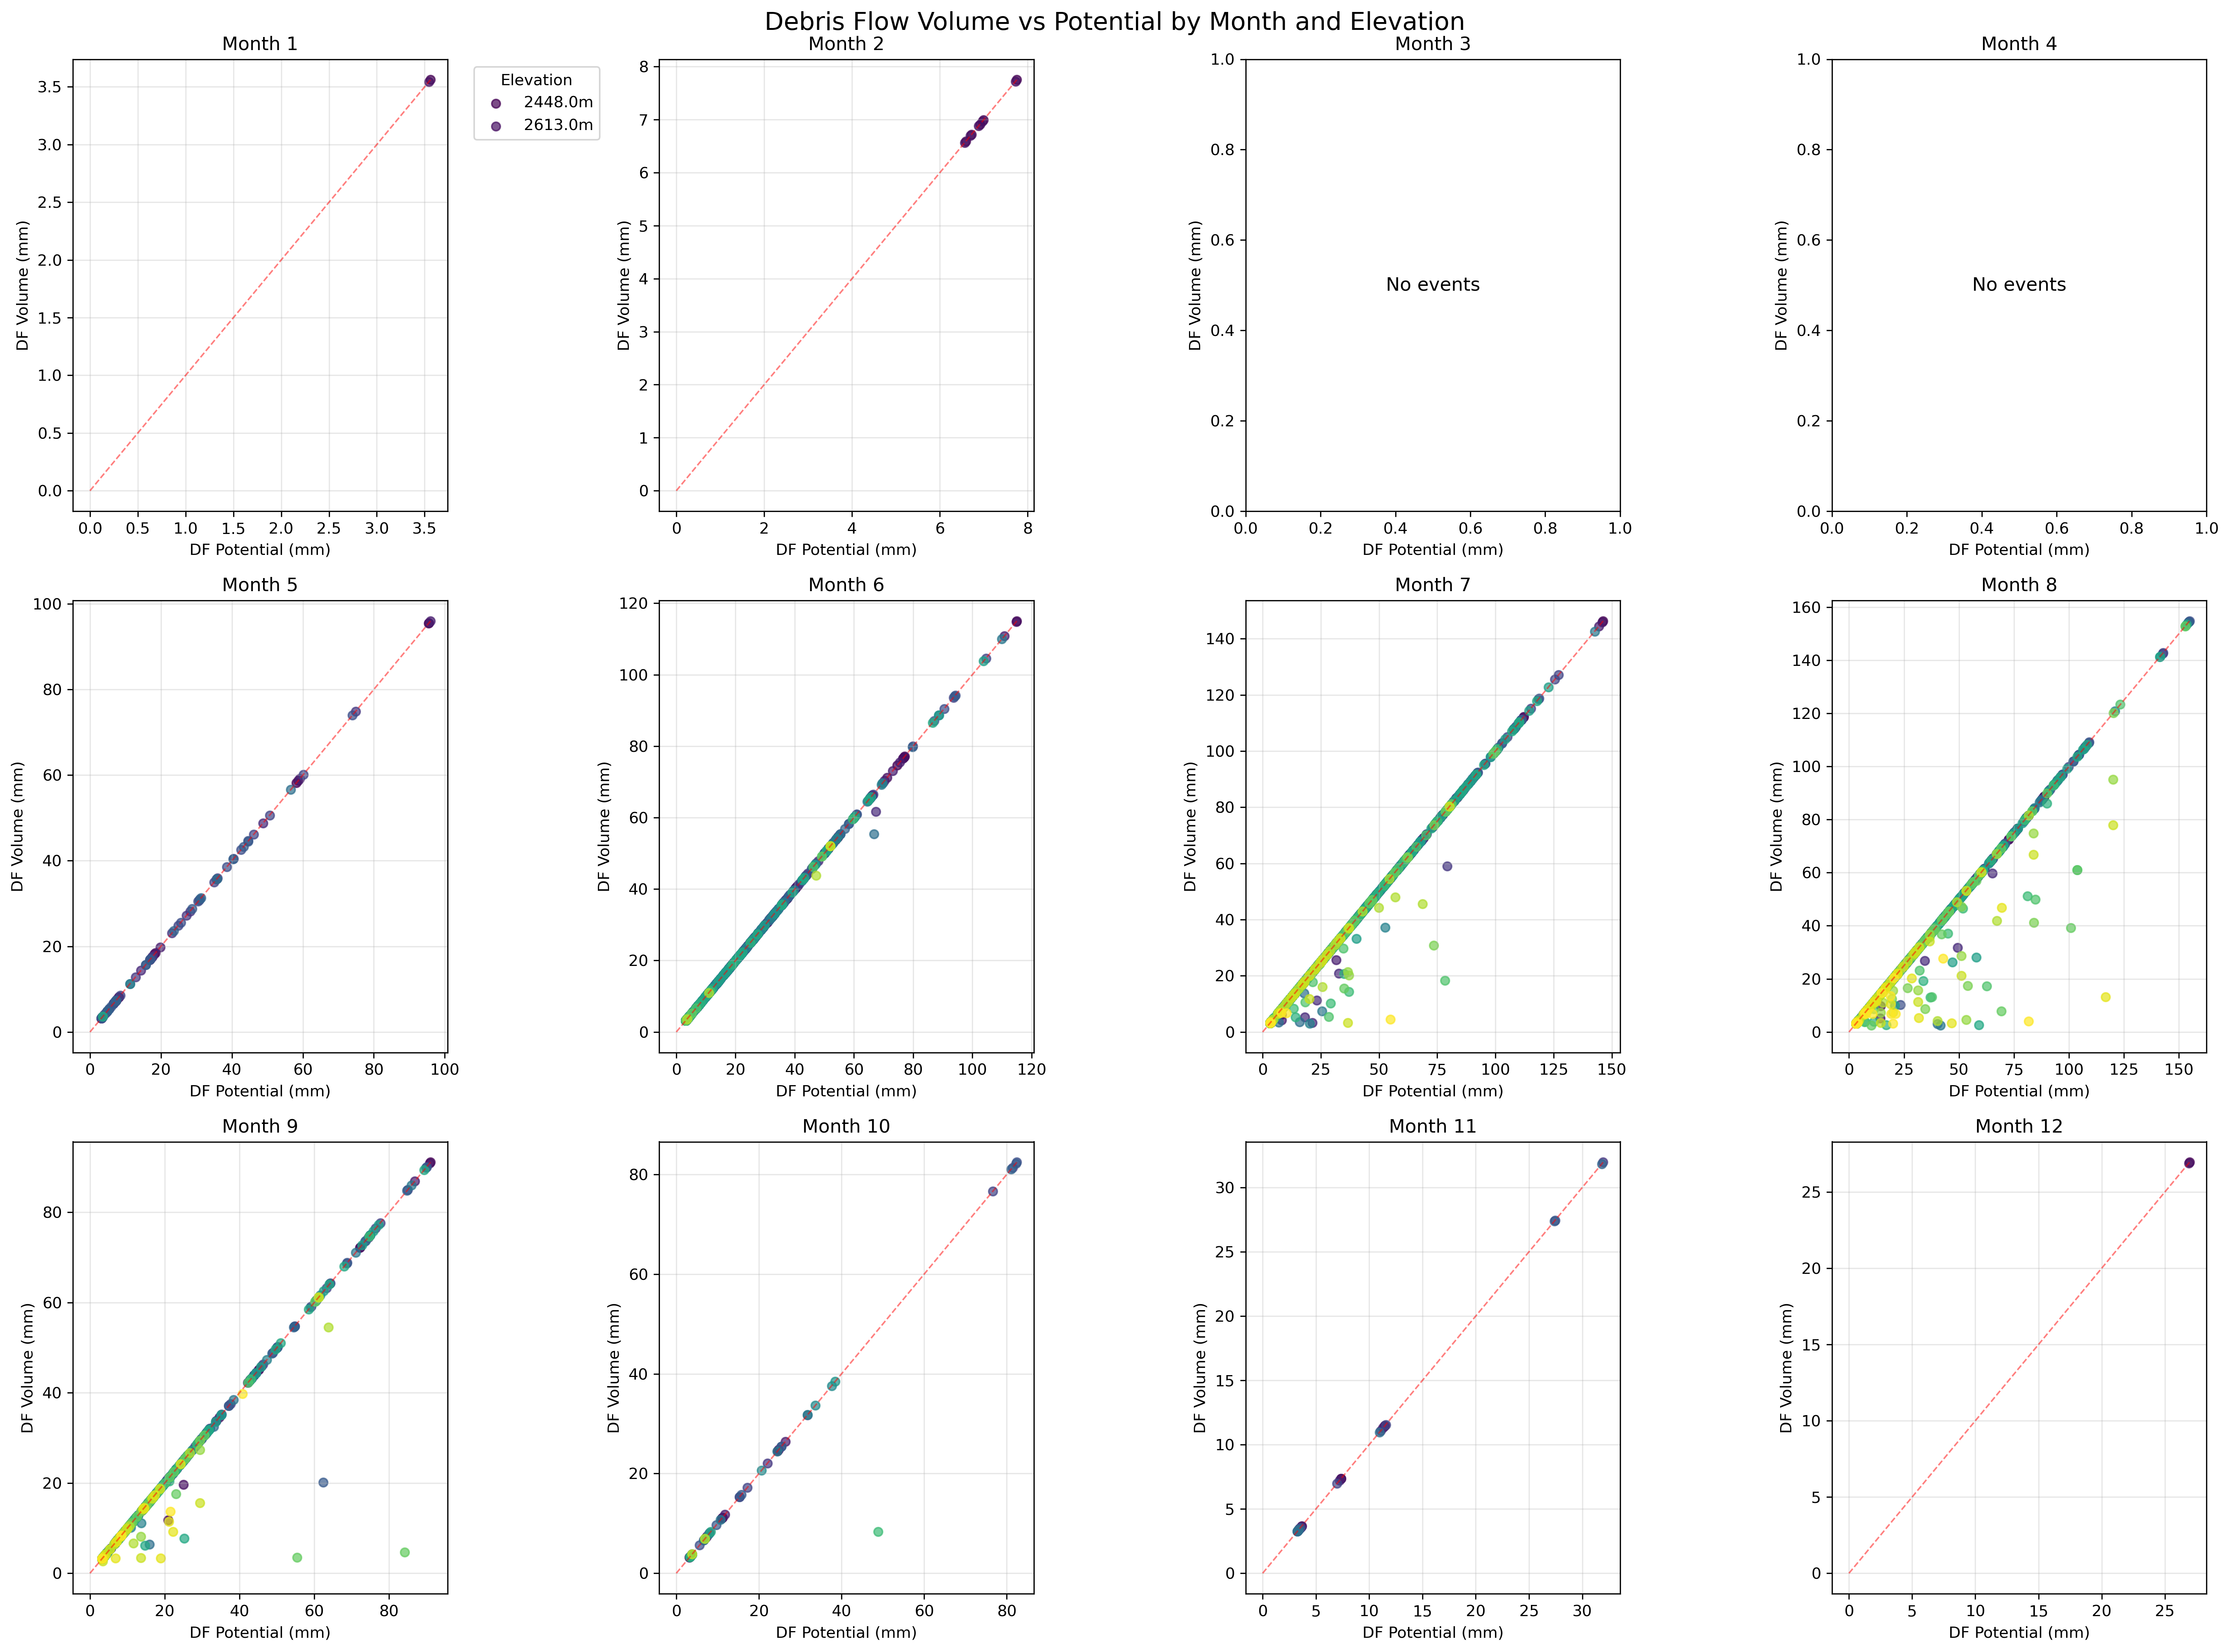 Debris Flow Volume vs Potential by Month and Elevation
Month 1
DF Volume (mm)
3.5
3.0
2.5
2.0
1.5
1.0
0.5
0.0
0.0 0.5 1.0 1.5 2.0 2.5 3.0 3.5
DF Potential (mm)
Elevation
2448.0m
2613.0m
Month 2
DF Volume (mm)
8
7
6
5
4
3
2
1
0
0 2 4 6 8
DF Potential (mm)
Month 3
DF Volume (mm)
1.0
0.8
0.6
0.4
0.2
0.0
No events
0.0 0.2 0.4 0.6 0.8 1.0
DF Potential (mm)
Month 4
DF Volume (mm)
1.0
0.8
0.6
0.4
0.2
0.0
No events
0.0 0.2 0.4 0.6 0.8 1.0
DF Potential (mm)
Month 5
DF Volume (mm)
100
80
60
40
20
0
0 20 40 60 80 100
DF Potential (mm)
Month 6
DF Volume (mm)
120
100
80
60
40
20
0
0 20 40 60 80 100 120
DF Potential (mm)
Month 7
DF Volume (mm)
140
120
100
80
60
40
20
0
0 25 50 75 100 125 150
DF Potential (mm)
Month 8
DF Volume (mm)
160
140
120
100
80
60
40
20
0
0 25 50 75 100 125 150
DF Potential (mm)
Month 9
DF Volume (mm)
80
60
40
20
0
0 20 40 60 80
DF Potential (mm)
Month 10
DF Volume (mm)
80
60
40
20
0
0 20 40 60 80
DF Potential (mm)
Month 11
DF Volume (mm)
30
25
20
15
10
5
0
0 5 10 15 20 25 30
DF Potential (mm)
Month 12
DF Volume (mm)
25
20
15
10
5
0
0 5 10 15 20 25
DF Potential (mm)